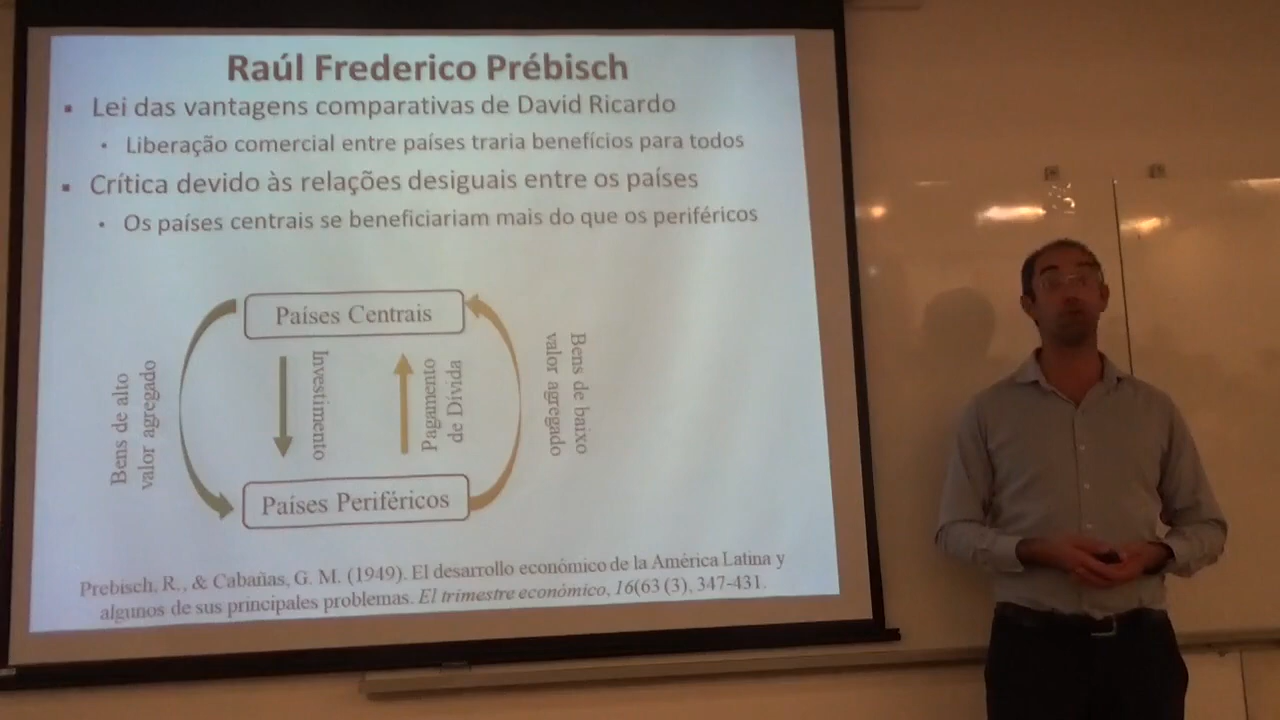 Raúl Frederico Prébisch
▪ Lei das vantagens comparativas de David Ricardo
• Liberação comercial entre países traria benefícios para todos
▪ Crítica devido às relações desiguais entre os países
• Os países centrais se beneficiariam mais do que os periféricos
Países Centrais
Bens de alto
valor agregado
Investimento
Pagamento
de Dívida
Bens de baixo
valor agregado
Países Periféricos
Prebisch, R., & Cabañas, G. M. (1949). El desarrollo económico de la América Latina y
algunos de sus principales problemas. El trimestre económico, 16(63 (3), 347-431.